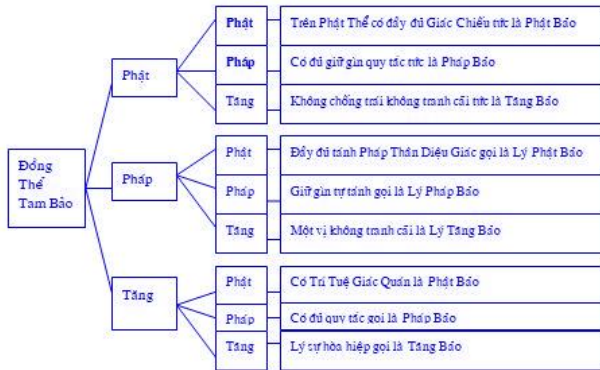 Phật
Trên Phật Thể có đầy đủ Giác Chiếu tức là Phật Bảo
Phật
Pháp
Có đủ giữ gìn quy tắc tức là Pháp Bảo
Tăng
Không chống trái không tranh cãi tức là Tăng Bảo
Đồng
Thể
Tam Bảo
Pháp
Phật
Đầy đủ tánh Pháp Thân Diệu Giác gọi là Lý Phật Bảo
Pháp
Giữ gìn tự tánh gọi là Lý Pháp Bảo
Tăng
Một vị không tranh cãi là Lý Tăng Bảo
Tăng
Phật
Có Trí Tuệ Giác Quán là Phật Bảo
Pháp
Có đủ quy tắc gọi là Pháp Bảo
Tăng
Lý sự hòa hiệp gọi là Tăng Bảo